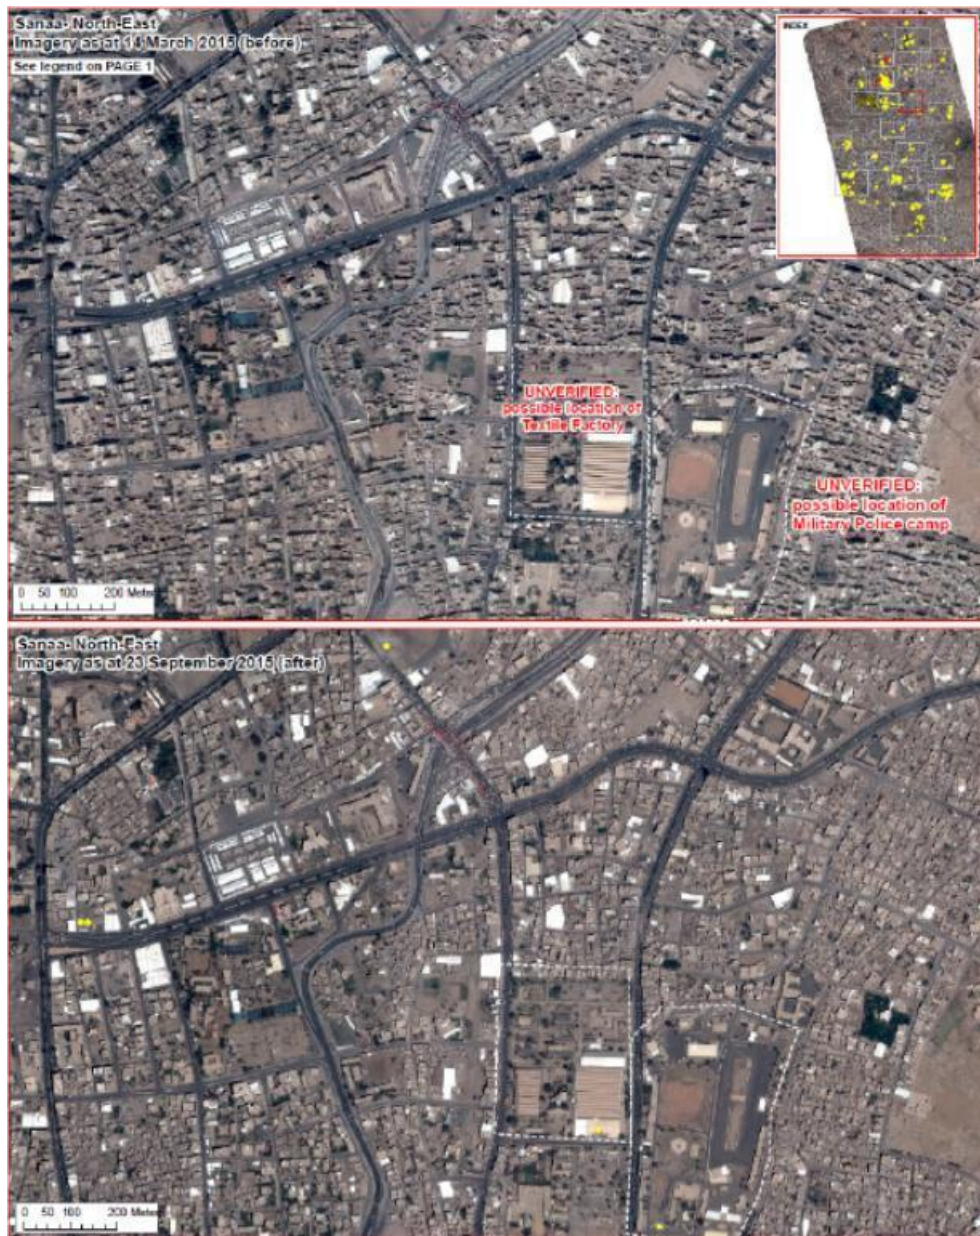 Sanaa- North-East
Imagery as at 14 March 2015 (before)
See legend on PAGE 1
INDEX
UNVERIFIED:
possible location of
Textile Factory
UNVERIFIED:
possible location of
Military Police camp
0 50 100 200 Meters
Sanaa- North-East
Imagery as at 23 September 2015 (after)
0 50 100 200 Meters